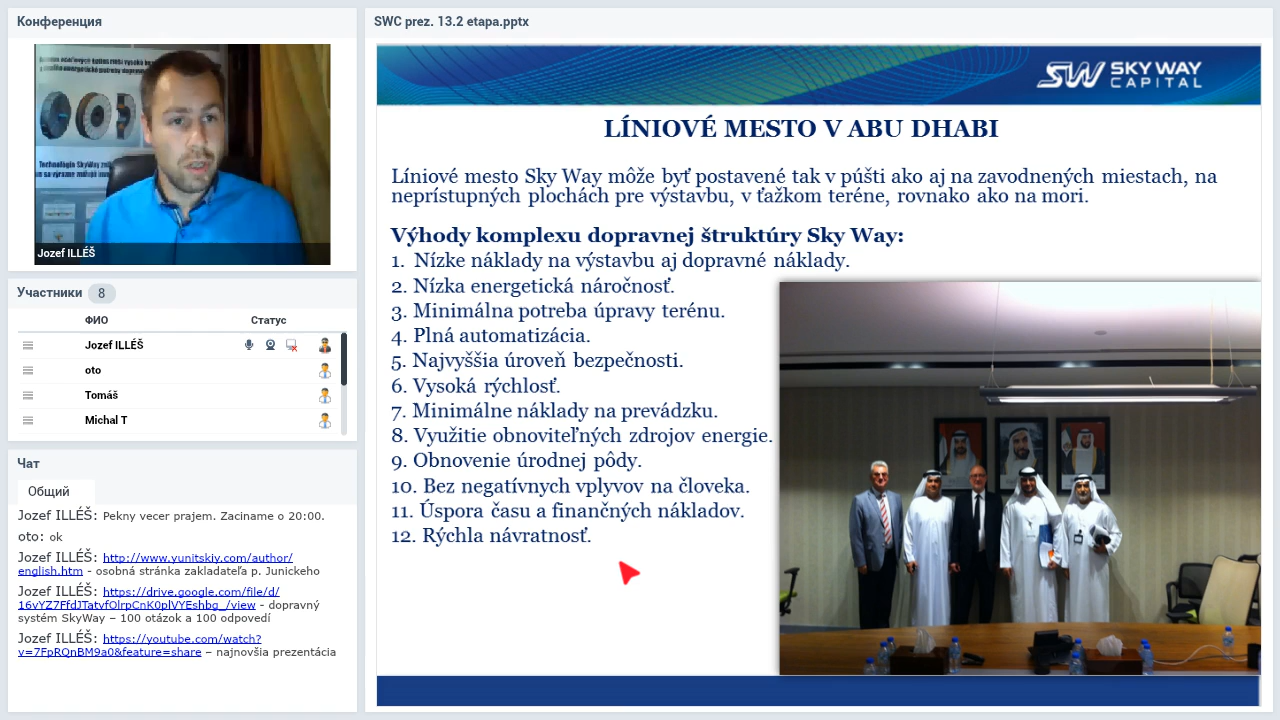 Конференция
Technológia SkyWay
Jozef ILLÉŠ
Участники 8
ФИО Статус
Jozef ILLÉŠ
oto
Tomáš
Michal T
Чат
Общий
Jozef ILLÉŠ: Pekny vecer prajem. Zaciname o 20:00.
oto: ok
Jozef ILLÉŠ: http://www.yunitskiy.com/author/
english.htm - osobná stránka zakladateľa p. Junickeho
Jozef ILLÉŠ: https://drive.google.com/file/d/
16vYZ7FfdJTatvfOlrpCnK0plVYEshbg_/view - dopravný
systém SkyWay – 100 otázok a 100 odpovedí
Jozef ILLÉŠ: https://youtube.com/watch?
v=7FpRQnBM9a0&feature=share – najnovšia prezentácia
SWC prez. 13.2 etapa.pptx
SW SKY WAY
CAPITAL
LÍNIOVÉ MESTO V ABU DHABI
Líniové mesto Sky Way môže byť postavené tak v púšti ako aj na zavodnených miestach, na
neprístupných plochách pre výstavbu, v ťažkom teréne, rovnako ako na mori.
Výhody komplexu dopravnej štruktúry Sky Way:
1. Nízke náklady na výstavbu aj dopravné náklady.
2. Nízka energetická náročnosť.
3. Minimálna potreba úpravy terénu.
4. Plná automatizácia.
5. Najvyššia úroveň bezpečnosti.
6. Vysoká rýchlosť.
7. Minimálne náklady na prevádzku.
8. Využitie obnoviteľných zdrojov energie.
9. Obnovenie úrodnej pôdy.
10. Bez negatívnych vplyvov na človeka.
11. Úspora času a finančných nákladov.
12. Rýchla návratnosť.